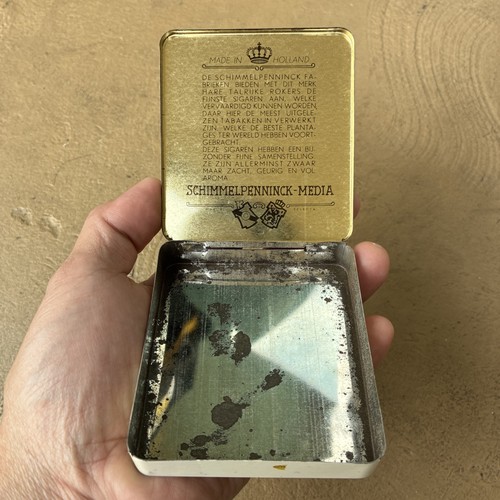 MADE IN HOLLAND
DE SCHIMMELPENNINCK FA-
BRIEKEN BIEDEN MET DIT MERK
HARE TALRIJKE ROKERS DE
FIJNSTE SIGAREN AAN, WELKE
VERVAARDIGD KUNNEN WORDEN,
DAAR HIER DE MEEST UITGELE-
ZEN TABAKKEN IN VERWERKT
ZIJN, WELKE DE BESTE PLANTA-
GES TER WERELD HEBBEN VOORT-
GEBRACHT.
DEZE SIGAREN HEBBEN EEN BIJ-
ZONDER FIJNE SAMENSTELLING.
ZE ZIJN ALLERMINST ZWAAR
MAAR ZACHT, GEURIG EN VOL
AROMA.
SCHIMMELPENNINCK-MEDIA